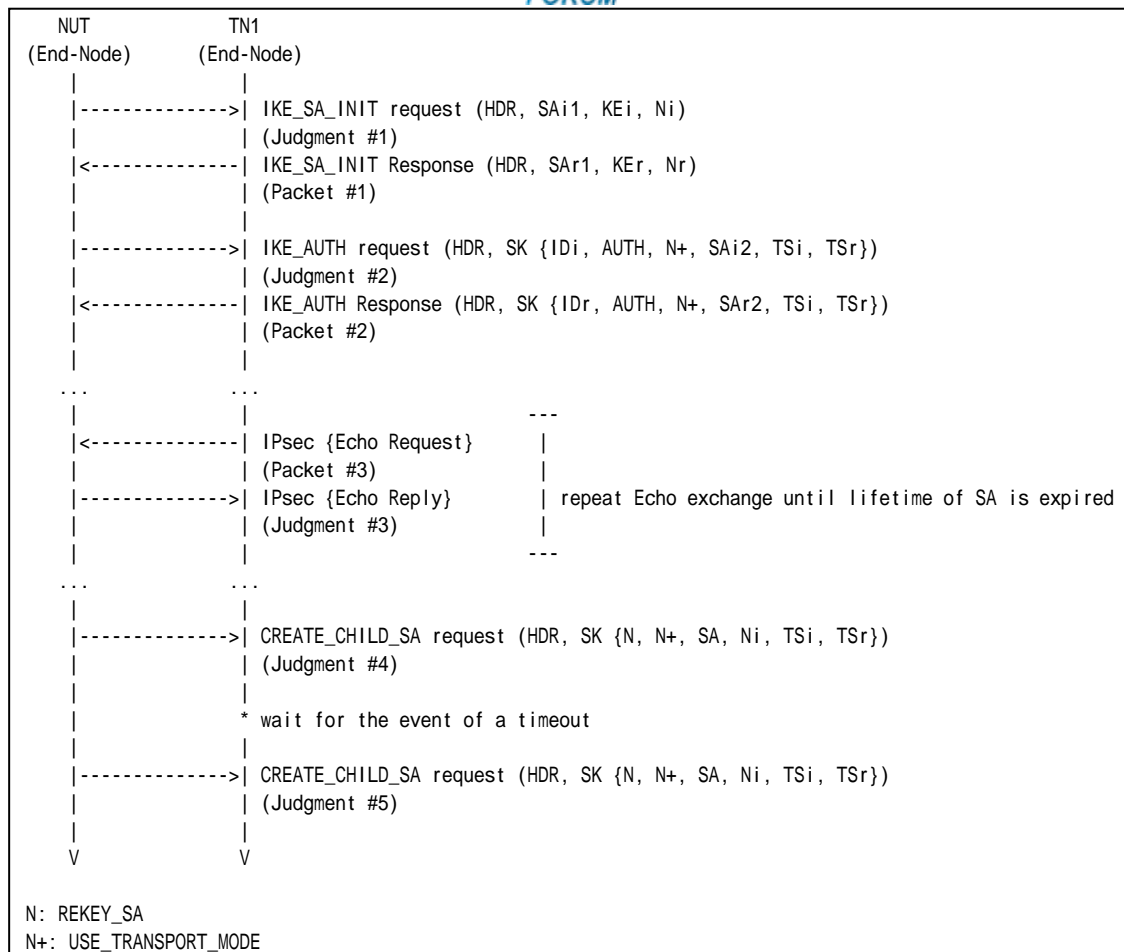 FORUM
NUT TN1
(End-Node) (End-Node)
| |
|-------------->| IKE_SA_INIT request (HDR, SAi1, KEi, Ni)
| | (Judgment #1)
|<--------------| IKE_SA_INIT Response (HDR, SAr1, KEr, Nr)
| | (Packet #1)
| |
|-------------->| IKE_AUTH request (HDR, SK {IDi, AUTH, N+, SAi2, TSi, TSr})
| | (Judgment #2)
|<--------------| IKE_AUTH Response (HDR, SK {IDr, AUTH, N+, SAr2, TSi, TSr})
| | (Packet #2)
| |
... ...
| | ---
|<--------------| IPsec {Echo Request} |
| | (Packet #3) |
|-------------->| IPsec {Echo Reply} | repeat Echo exchange until lifetime of SA is expired
| | (Judgment #3) |
| | ---
... ...
| |
|-------------->| CREATE_CHILD_SA request (HDR, SK {N, N+, SA, Ni, TSi, TSr})
| | (Judgment #4)
| |
| * wait for the event of a timeout
| |
|-------------->| CREATE_CHILD_SA request (HDR, SK {N, N+, SA, Ni, TSi, TSr})
| | (Judgment #5)
| |
V V
N: REKEY_SA
N+: USE_TRANSPORT_MODE